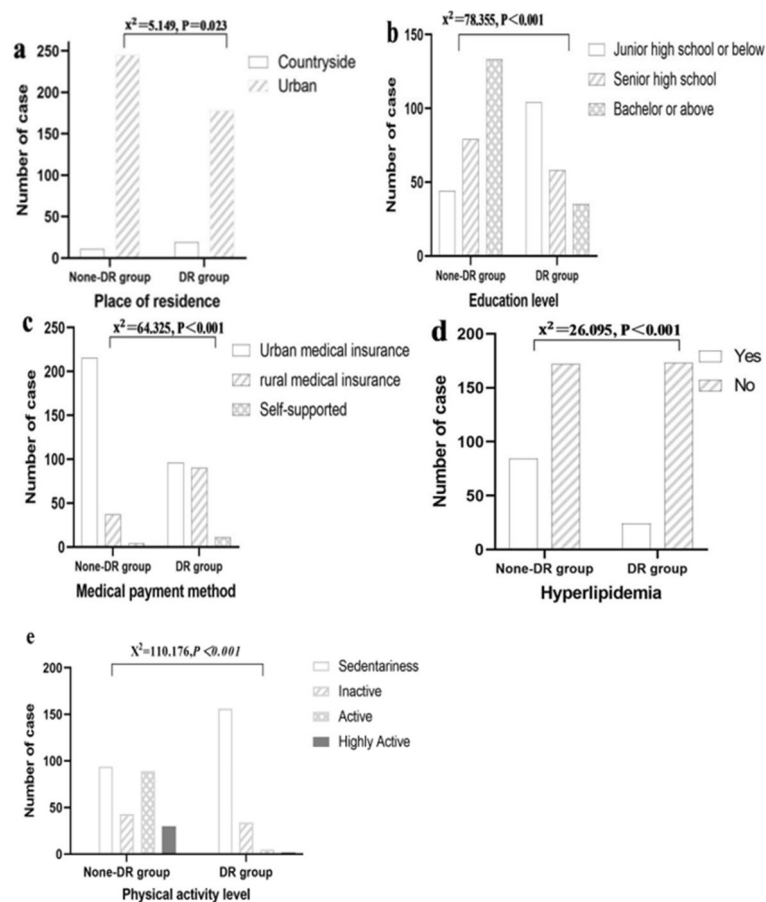 a
x²=5.149, P=0.023
Number of case
250
200
150
100
50
0
None-DR group
DR group
Place of residence
Countryside
Urban
b
x²=78.355, P<0.001
Number of case
150
100
50
0
None-DR group
DR group
Education level
Junior high school or below
Senior high school
Bachelor or above
c
x²=64.325, P<0.001
Number of case
250
200
150
100
50
0
None-DR group
DR group
Medical payment method
Urban medical insurance
rural medical insurance
Self-supported
d
x²=26.095, P<0.001
Number of case
200
150
100
50
0
None-DR group
DR group
Hyperlipidemia
Yes
No
e
X²=110.176,P<0.001
Number of case
200
150
100
50
0
None-DR group
DR group
Physical activity level
Sedentariness
Inactive
Active
Highly Active